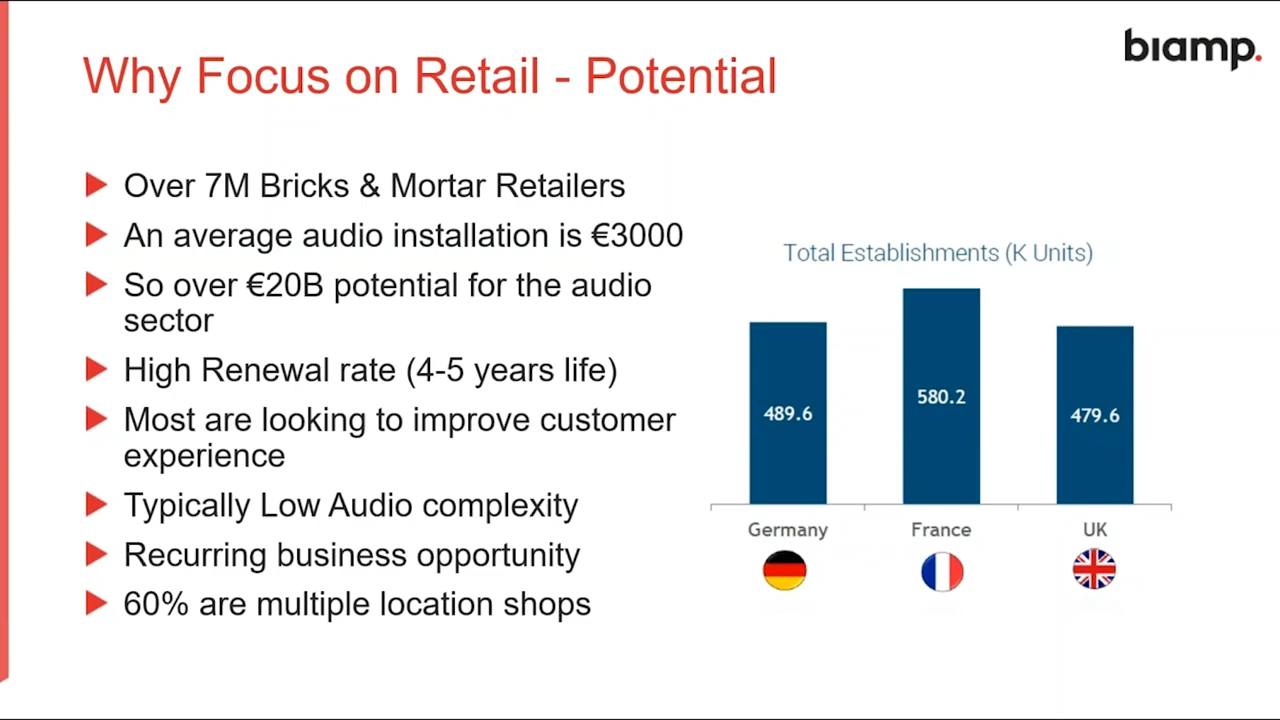 biamp.
Why Focus on Retail - Potential
Over 7M Bricks & Mortar Retailers
An average audio installation is €3000
So over €20B potential for the audio
sector
High Renewal rate (4-5 years life)
Most are looking to improve customer
experience
Typically Low Audio complexity
Recurring business opportunity
60% are multiple location shops
Total Establishments (K Units)
489.6
580.2
479.6
Germany
France
UK